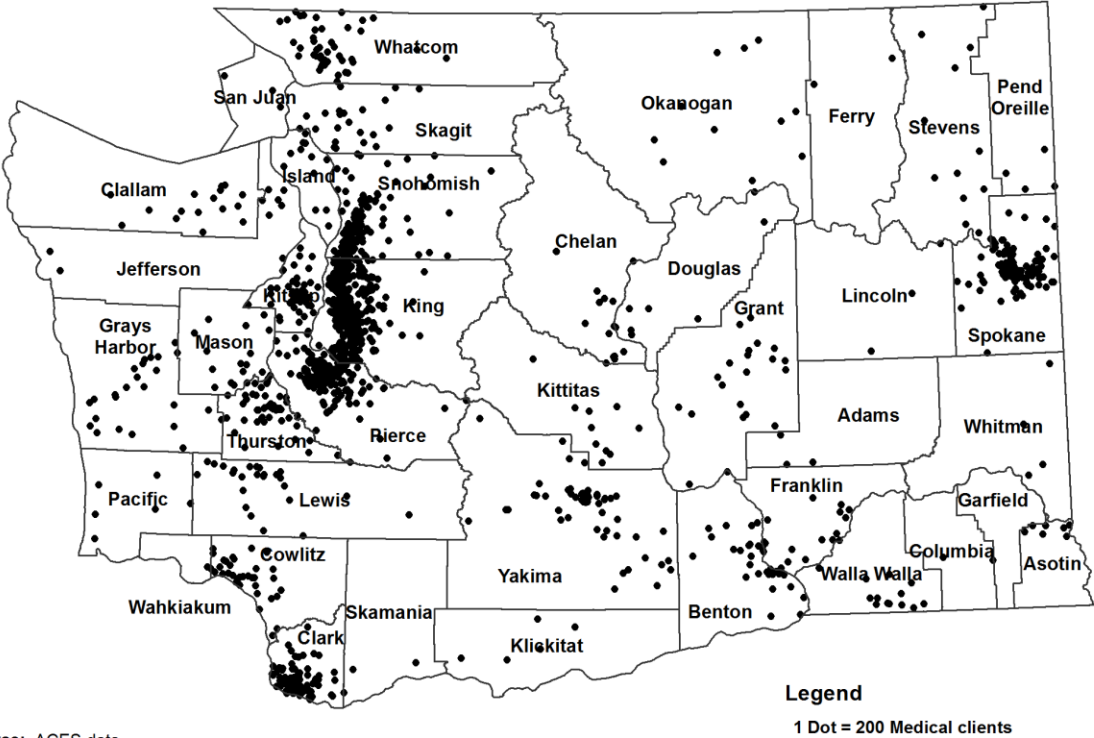 Whatcom
San Juan
Okanogan
Pend
Oreille
Ferry
Stevens
Skagit
Island
Snohomish
Clallam
Chelan
Jefferson
Douglas
Kitsap
King
Lincoln
Grant
Grays
Harbor
Mason
Spokane
Kittitas
Adams
Thurston
Pierce
Whitman
Pacific
Lewis
Franklin
Garfield
Cowlitz
Columbia
Asotin
Yakima
Walla Walla
Wahkiakum
Skamania
Benton
Clark
Klickitat
Legend
1 Dot = 200 Medical clients